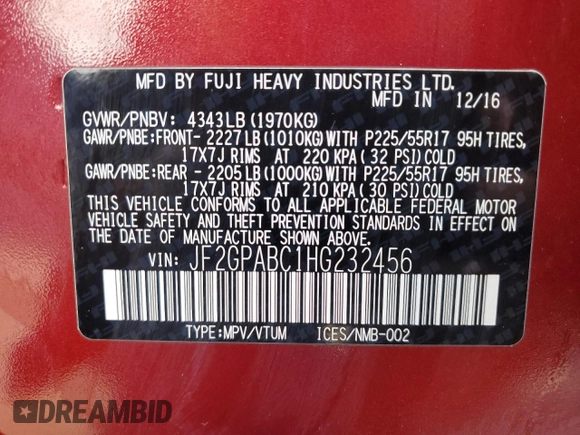 MFD BY FUJI HEAVY INDUSTRIES LTD.
MFD IN 12/16
GVWR/PNBV: 4343LB (1970KG)
GAWR/PNBE:FRONT- 2227LB(1010KG)WITH P225/55R17 95H TIRES,
17X7J RIMS AT 220 KPA (32 PSI)COLD
GAWR/PNBE:REAR - 2205LB(1000KG)WITH P225/55R17 95H TIRES,
17X7J RIMS AT 210 KPA (30 PSI)COLD
THIS VEHICLE CONFORMS TO ALL APPLICABLE FEDERAL MOTOR
VEHICLE SAFETY AND THEFT PREVENTION STANDARDS IN EFFECT
ON THE DATE OF MANUFACTURE SHOWN ABOVE.
VIN: JF2GPABC1HG232456
TYPE:MPV/VTUM ICES/NMB-002
DREAMBID